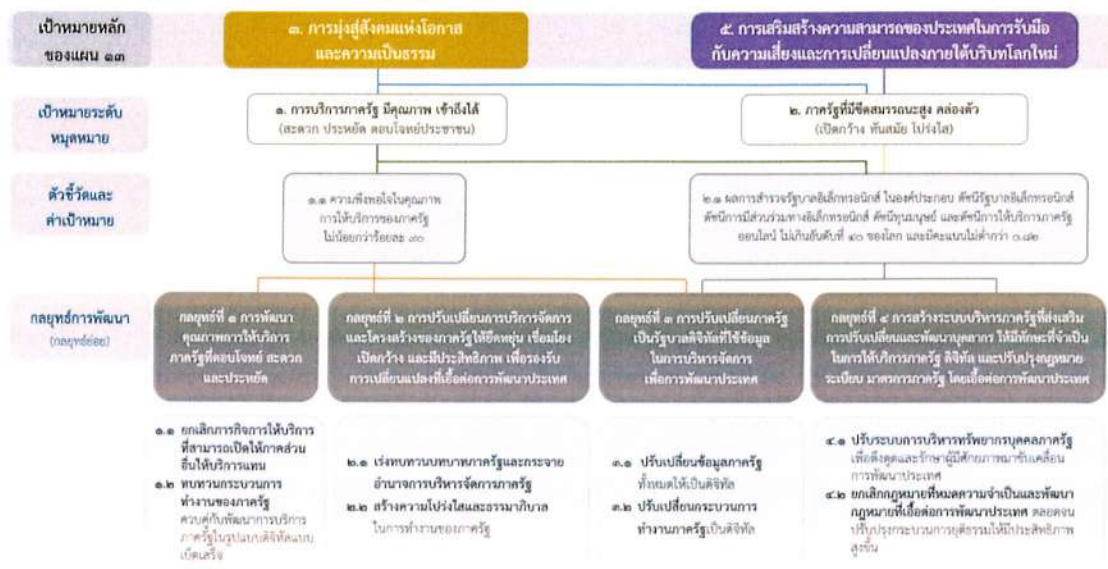 เป้าหมายหลัก
ของแผน ๑๓
๓. การมุ่งสู่สังคมแห่งโอกาส
และความเป็นธรรม
๕. การเสริมสร้างความสามารถของประเทศในการรับมือ
กับความเสี่ยงและการเปลี่ยนแปลงภายใต้บริบทโลกใหม่
เป้าหมายระดับ
หมุดหมาย
๑. การบริการภาครัฐ มีคุณภาพ เข้าถึงได้
(สะดวก ประหยัด ตอบโจทย์ประชาชน)
๒. ภาครัฐที่มีขีดสมรรถนะสูง คล่องตัว
(เปิดกว้าง ทันสมัย โปร่งใส)
ตัวชี้วัดและ
ค่าเป้าหมาย
๑.๑ ความพึงพอใจในคุณภาพ
การให้บริการของภาครัฐ
ไม่น้อยกว่าร้อยละ ๙๐
๒.๑ ผลการสำรวจรัฐบาลอิเล็กทรอนิกส์ ในองค์ประกอบ ดัชนีรัฐบาลอิเล็กทรอนิกส์
ดัชนีการมีส่วนร่วมทางอิเล็กทรอนิกส์ ดัชนีทุนมนุษย์ และดัชนีการให้บริการภาครัฐ
ออนไลน์ ไม่เกินอันดับที่ ๔๐ ของโลก และมีคะแนนไม่ต่ำกว่า ๐.๘๒
กลยุทธ์การพัฒนา
(กลยุทธ์ย่อย)
กลยุทธ์ที่ ๑ การพัฒนา
คุณภาพการให้บริการ
ภาครัฐที่ตอบโจทย์ สะดวก
และประหยัด
กลยุทธ์ที่ ๒ การปรับเปลี่ยนการบริการจัดการ
และโครงสร้างของภาครัฐให้ยืดหยุ่น เชื่อมโยง
เปิดกว้าง และมีประสิทธิภาพ เพื่อรองรับ
การเปลี่ยนแปลงที่เอื้อต่อการพัฒนาประเทศ
กลยุทธ์ที่ ๓ การปรับเปลี่ยนภาครัฐ
เป็นรัฐบาลดิจิทัลที่ใช้ข้อมูล
ในการบริหารจัดการ
เพื่อการพัฒนาประเทศ
กลยุทธ์ที่ ๔ การสร้างระบบบริหารภาครัฐที่ส่งเสริม
การปรับเปลี่ยนและพัฒนาบุคลากร ให้มีทักษะที่จำเป็น
ในการให้บริการภาครัฐ ดิจิทัล และปรับปรุงกฎหมาย
ระเบียบ มาตรการภาครัฐ โดยเอื้อต่อการพัฒนาประเทศ
๑.๑ ยกเลิกภารกิจการให้บริการ
ที่สามารถเปิดให้ภาคส่วน
อื่นให้บริการแทน
๑.๒ ทบทวนกระบวนการ
ทำงานของภาครัฐ
ควบคู่กับพัฒนาการบริการ
ภาครัฐในรูปแบบดิจิทัลแบบ
เบ็ดเสร็จ
๒.๑ เร่งทบทวนบทบาทภาครัฐและกระจาย
อำนาจการบริหารจัดการภาครัฐ
๒.๒ สร้างความโปร่งใสและธรรมาภิบาล
ในการทำงานของภาครัฐ
๓.๑ ปรับเปลี่ยนข้อมูลภาครัฐ
ทั้งหมดให้เป็นดิจิทัล
๓.๒ ปรับเปลี่ยนกระบวนการ
ทำงานภาครัฐเป็นดิจิทัล
๔.๑ ปรับระบบการบริหารทรัพยากรบุคคลภาครัฐ
เพื่อดึงดูดและรักษาผู้มีศักยภาพมาขับเคลื่อน
การพัฒนาประเทศ
๔.๒ ยกเลิกกฎหมายที่หมดความจำเป็นและพัฒนา
กฎหมายที่เอื้อต่อการพัฒนาประเทศ ตลอดจน
ปรับปรุงกระบวนการยุติธรรมให้มีประสิทธิภาพ
สูงขึ้น